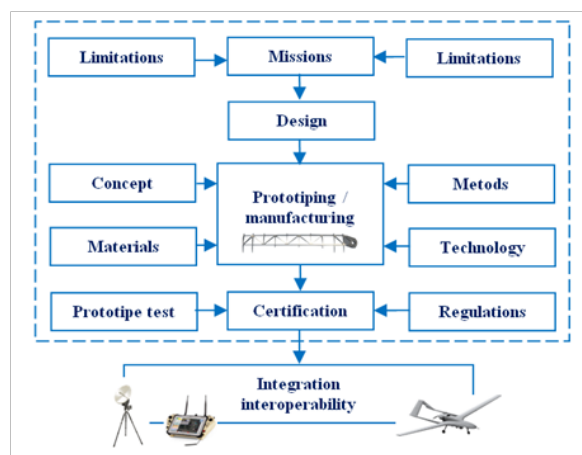 Limitations
Missions
Limitations
Design
Concept
Prototiping /
manufacturing
Metods
Materials
Technology
Prototipe test
Certification
Regulations
Integration
interoperability